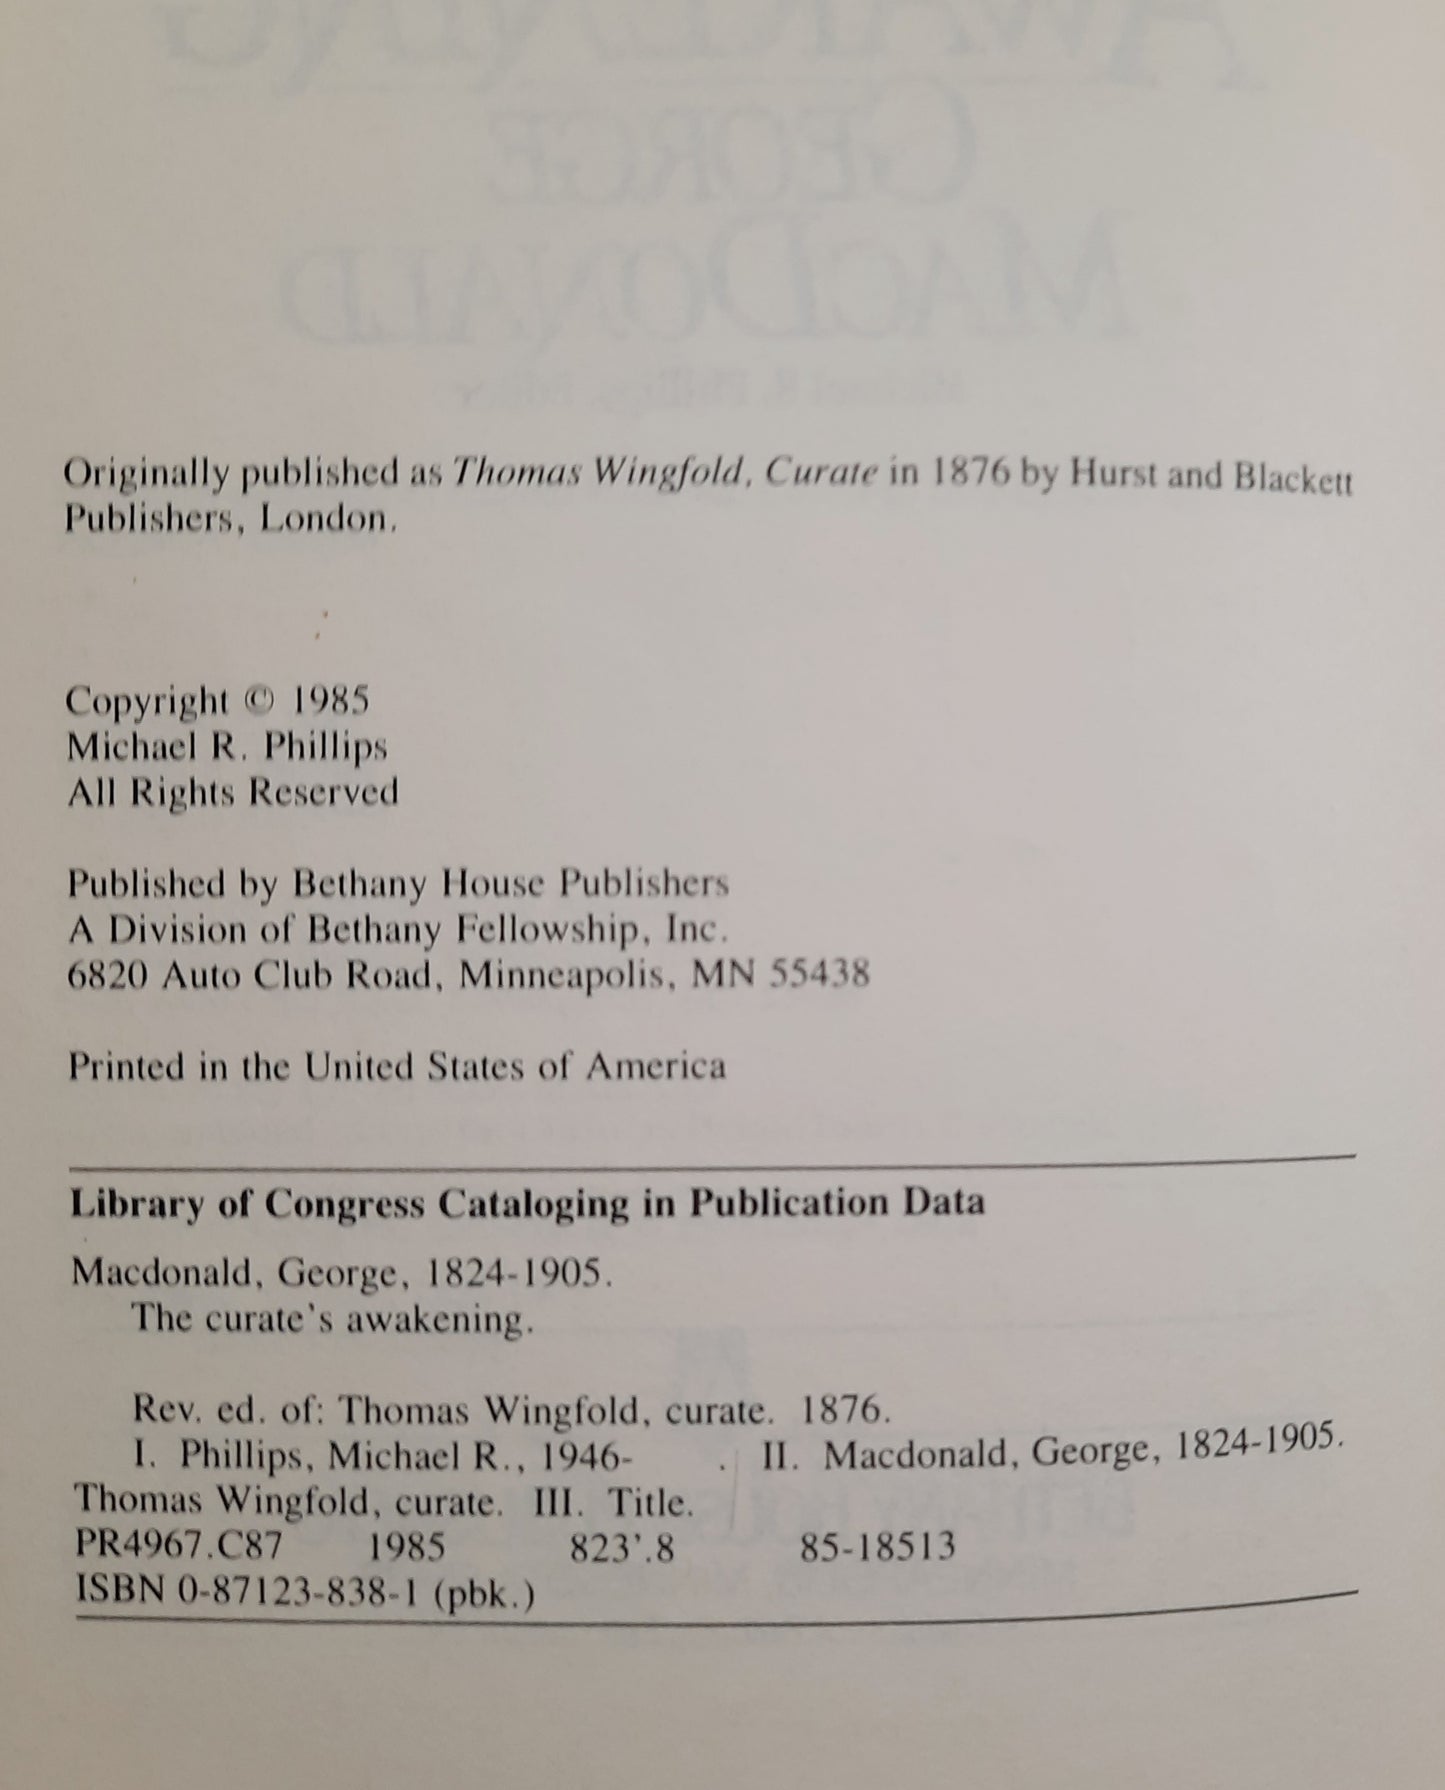 Originally published as Thomas Wingfold, Curate in 1876 by Hurst and Blackett
Publishers, London.
Copyright © 1985
Michael R. Phillips
All Rights Reserved
Published by Bethany House Publishers
A Division of Bethany Fellowship, Inc.
6820 Auto Club Road, Minneapolis, MN 55438
Printed in the United States of America
Library of Congress Cataloging in Publication Data
Macdonald, George, 1824-1905.
The curate's awakening.
Rev. ed. of: Thomas Wingfold, curate. 1876.
I. Phillips, Michael R., 1946- . II. Macdonald, George, 1824-1905.
Thomas Wingfold, curate. III. Title.
PR4967.C87 1985 823'.8 85-18513
ISBN 0-87123-838-1 (pbk.)